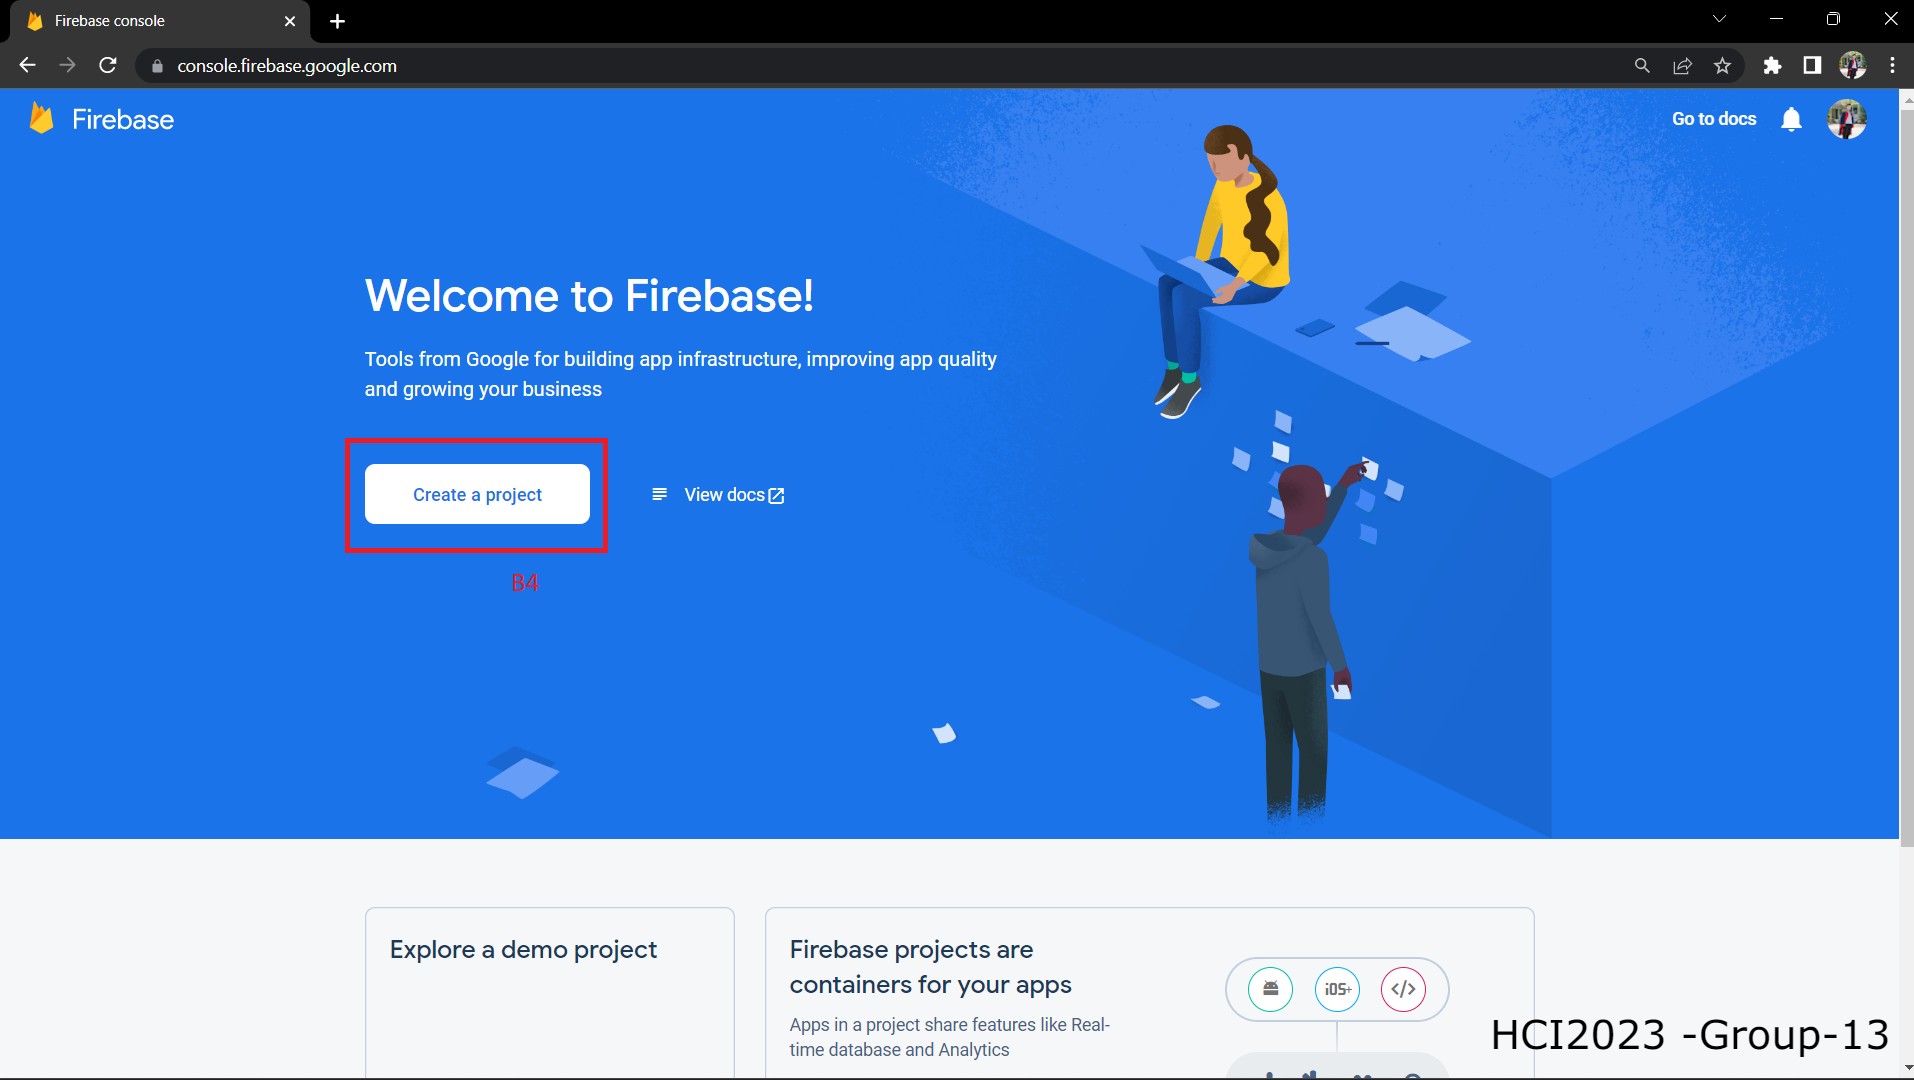 Firebase console
console.firebase.google.com
Firebase
Go to docs
Welcome to Firebase!
Tools from Google for building app infrastructure, improving app quality
and growing your business
Create a project
View docs
B4
Explore a demo project
Firebase projects are
containers for your apps
Apps in a project share features like Real-
time database and Analytics
iOS+
</>
HCI2023 -Group-13